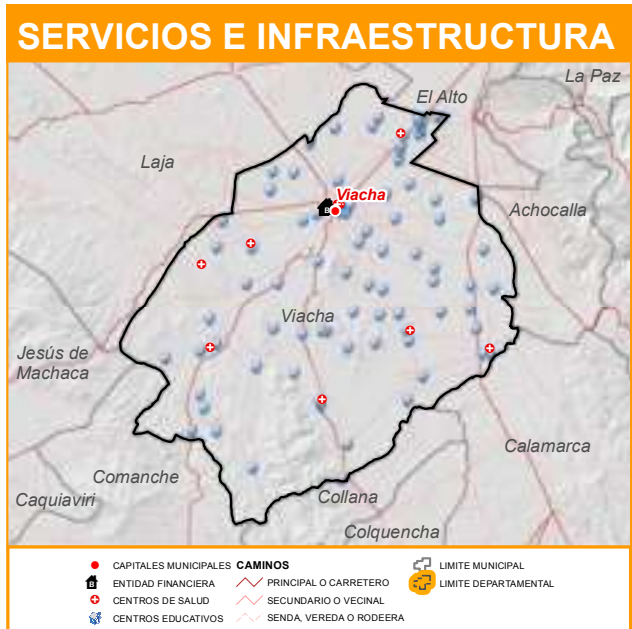 SERVICIOS E INFRAESTRUCTURA
La Paz
El Alto
Laja
Viacha
B
Achocalla
Viacha
Jesús de
Machaca
Calamarca
Comanche
Caquiaviri
Collana
Colquencha
CAPITALES MUNICIPALES
ENTIDAD FINANCIERA
CENTROS DE SALUD
CENTROS EDUCATIVOS
CAMINOS
PRINCIPAL O CARRETERO
SECUNDARIO O VECINAL
SENDA, VEREDA O RODEERA
LIMITE MUNICIPAL
LIMITE DEPARTAMENTAL